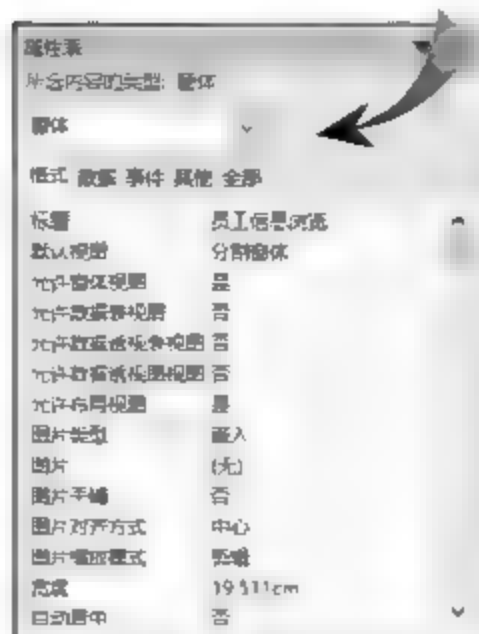 属性表
所选内容的类型: 窗体
窗体
格式 数据 事件 其他 全部
标题 员工信息浏览
默认视图 分割窗体
允许窗体视图 是
允许数据表视图 否
允许数据透视表视图 否
允许数据透视图视图 否
允许布局视图 是
图片类型 嵌入
图片 (无)
图片平铺 否
图片对齐方式 中心
图片缩放模式 剪辑
宽度 19.511cm
自动居中 否